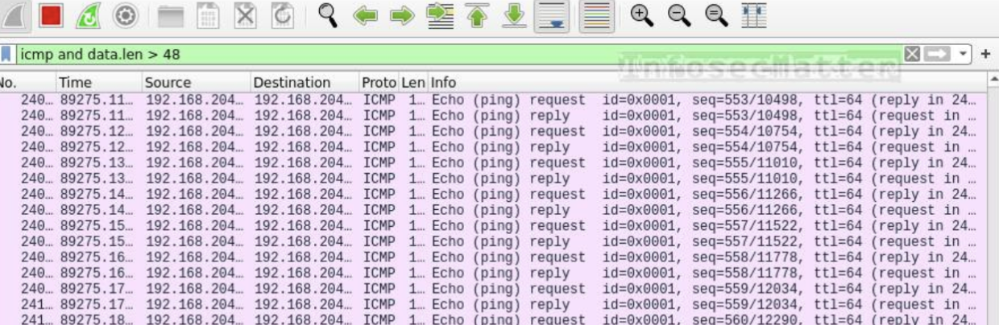 icmp and data.len > 48
InfosecMatter
No. Time Source Destination Proto Len Info
240… 89275.11… 192.168.204… 192.168.204… ICMP 1… Echo (ping) request id=0x0001, seq=553/10498, ttl=64 (reply in 24…
240… 89275.11… 192.168.204… 192.168.204… ICMP 1… Echo (ping) reply id=0x0001, seq=553/10498, ttl=64 (request in …
240… 89275.12… 192.168.204… 192.168.204… ICMP 1… Echo (ping) request id=0x0001, seq=554/10754, ttl=64 (reply in 24…
240… 89275.12… 192.168.204… 192.168.204… ICMP 1… Echo (ping) reply id=0x0001, seq=554/10754, ttl=64 (request in …
240… 89275.13… 192.168.204… 192.168.204… ICMP 1… Echo (ping) request id=0x0001, seq=555/11010, ttl=64 (reply in 24…
240… 89275.13… 192.168.204… 192.168.204… ICMP 1… Echo (ping) reply id=0x0001, seq=555/11010, ttl=64 (request in …
240… 89275.14… 192.168.204… 192.168.204… ICMP 1… Echo (ping) request id=0x0001, seq=556/11266, ttl=64 (reply in 24…
240… 89275.14… 192.168.204… 192.168.204… ICMP 1… Echo (ping) reply id=0x0001, seq=556/11266, ttl=64 (request in …
240… 89275.15… 192.168.204… 192.168.204… ICMP 1… Echo (ping) request id=0x0001, seq=557/11522, ttl=64 (reply in 24…
240… 89275.15… 192.168.204… 192.168.204… ICMP 1… Echo (ping) reply id=0x0001, seq=557/11522, ttl=64 (request in …
240… 89275.16… 192.168.204… 192.168.204… ICMP 1… Echo (ping) request id=0x0001, seq=558/11778, ttl=64 (reply in 24…
240… 89275.16… 192.168.204… 192.168.204… ICMP 1… Echo (ping) reply id=0x0001, seq=558/11778, ttl=64 (request in …
240… 89275.17… 192.168.204… 192.168.204… ICMP 1… Echo (ping) request id=0x0001, seq=559/12034, ttl=64 (reply in 24…
241… 89275.17… 192.168.204… 192.168.204… ICMP 1… Echo (ping) reply id=0x0001, seq=559/12034, ttl=64 (request in …
241… 89275.18… 192.168.204… 192.168.204… ICMP 1… Echo (ping) request id=0x0001, seq=560/12290, ttl=64 (reply in 24…